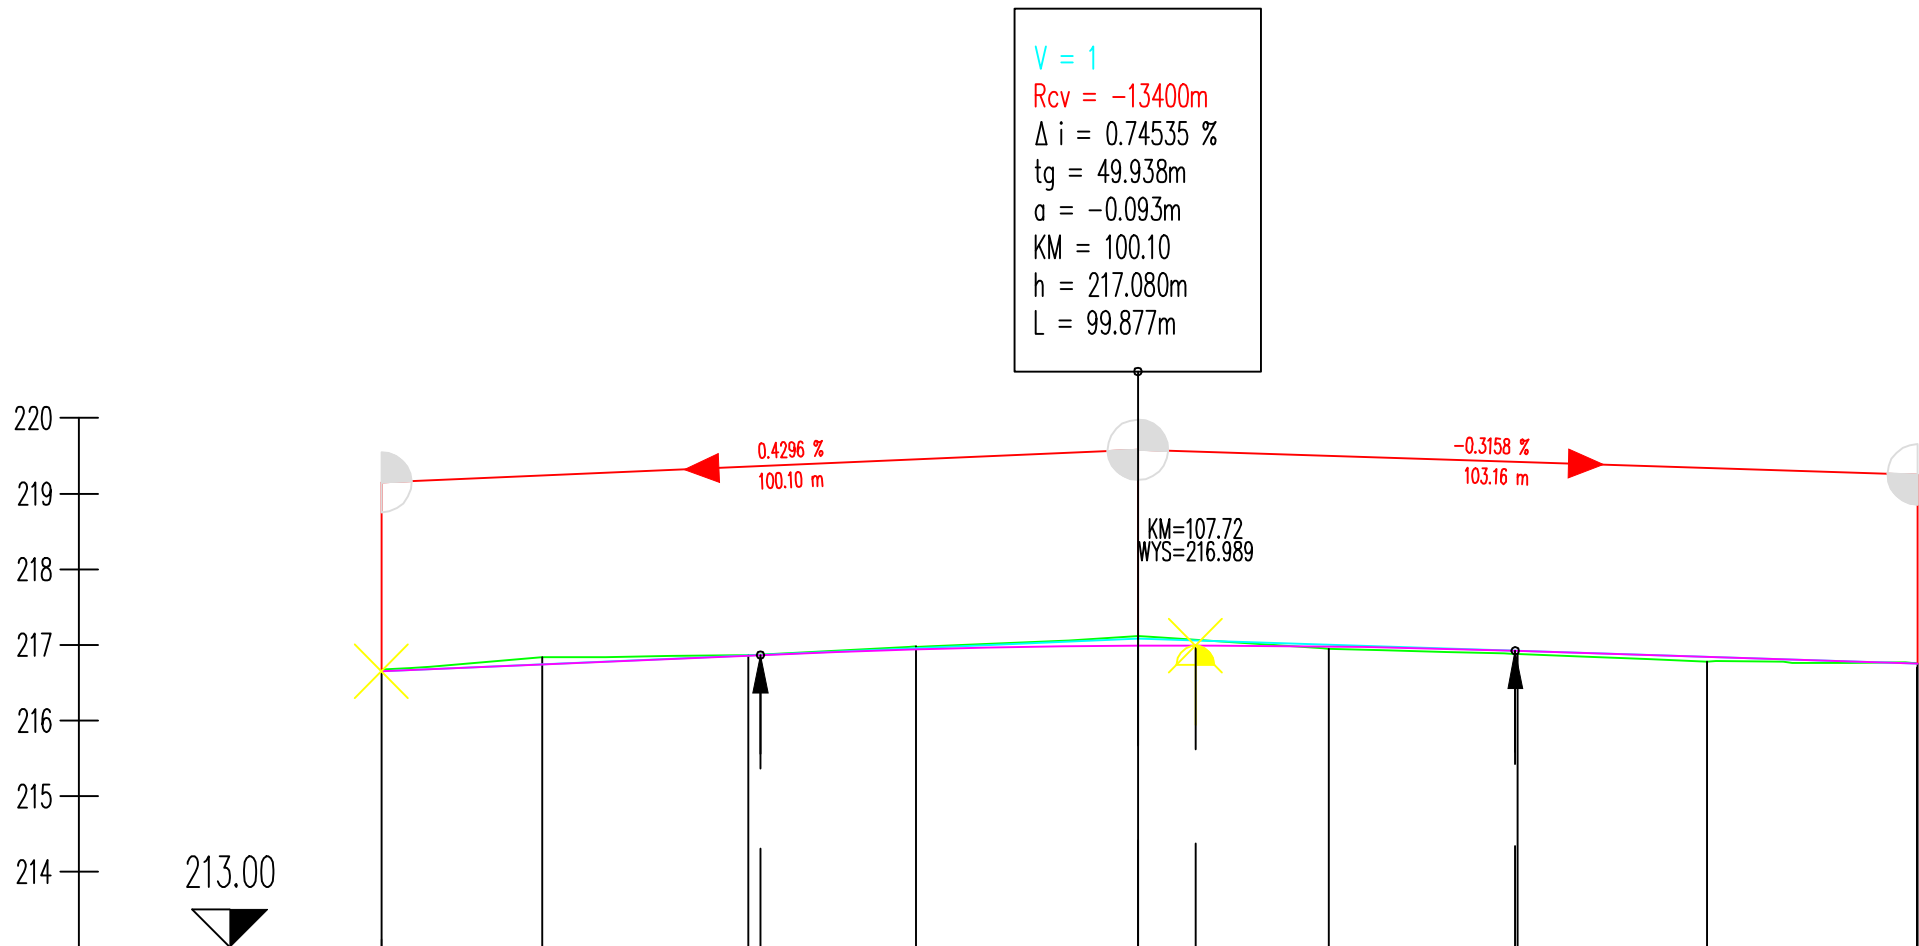 V = 1
Rcv = -13400m
Δ i = 0.74535 %
tg = 49.938m
a = -0.093m
KM = 100.10
h = 217.080m
L = 99.877m
220
0.4296 %
100.10 m
-0.3158 %
103.16 m
219
KM=107.72
WYS=216.989
218
217
216
215
214
213.00